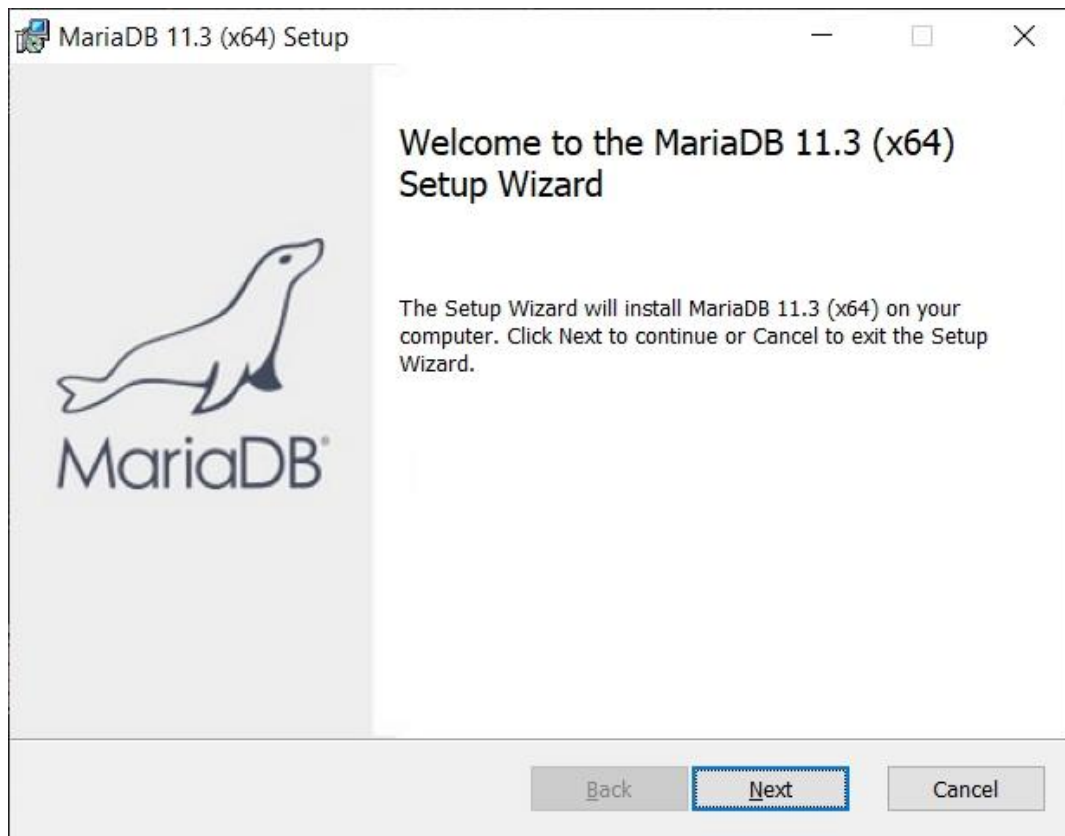 MariaDB 11.3 (x64) Setup
Welcome to the MariaDB 11.3 (x64)
Setup Wizard
The Setup Wizard will install MariaDB 11.3 (x64) on your
computer. Click Next to continue or Cancel to exit the Setup
Wizard.
MariaDB®
Back Next Cancel